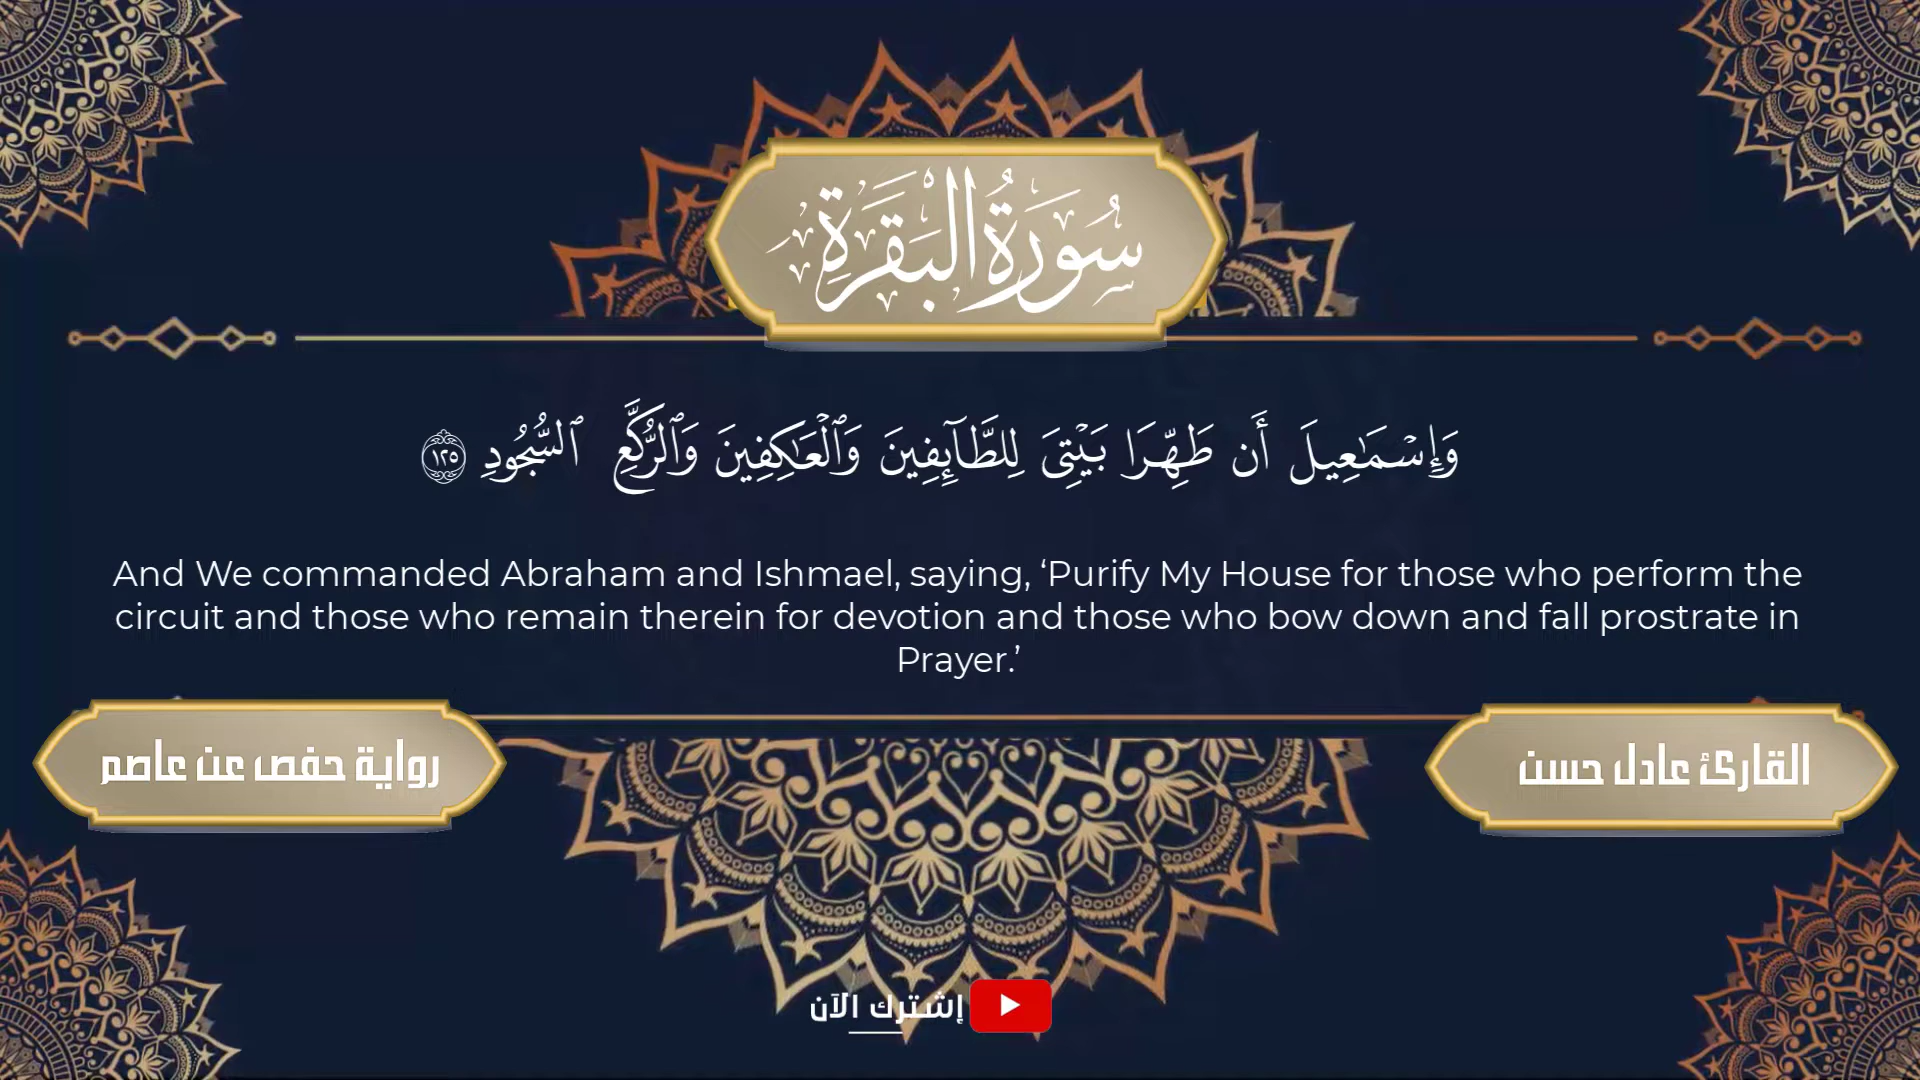 سُورَةُ الْبَقَرَةِ
وَإِسْمَٰعِيلَ أَن طَهِّرَا بَيْتِىَ لِلطَّآئِفِينَ وَٱلْعَٰكِفِينَ وَٱلرُّكَّعِ ٱلسُّجُودِ ١٢٥
And We commanded Abraham and Ishmael, saying, ‘Purify My House for those who perform the
circuit and those who remain therein for devotion and those who bow down and fall prostrate in
Prayer.’
القارئ عادل حسن
رواية حفص عن عاصم
إشترك الآن